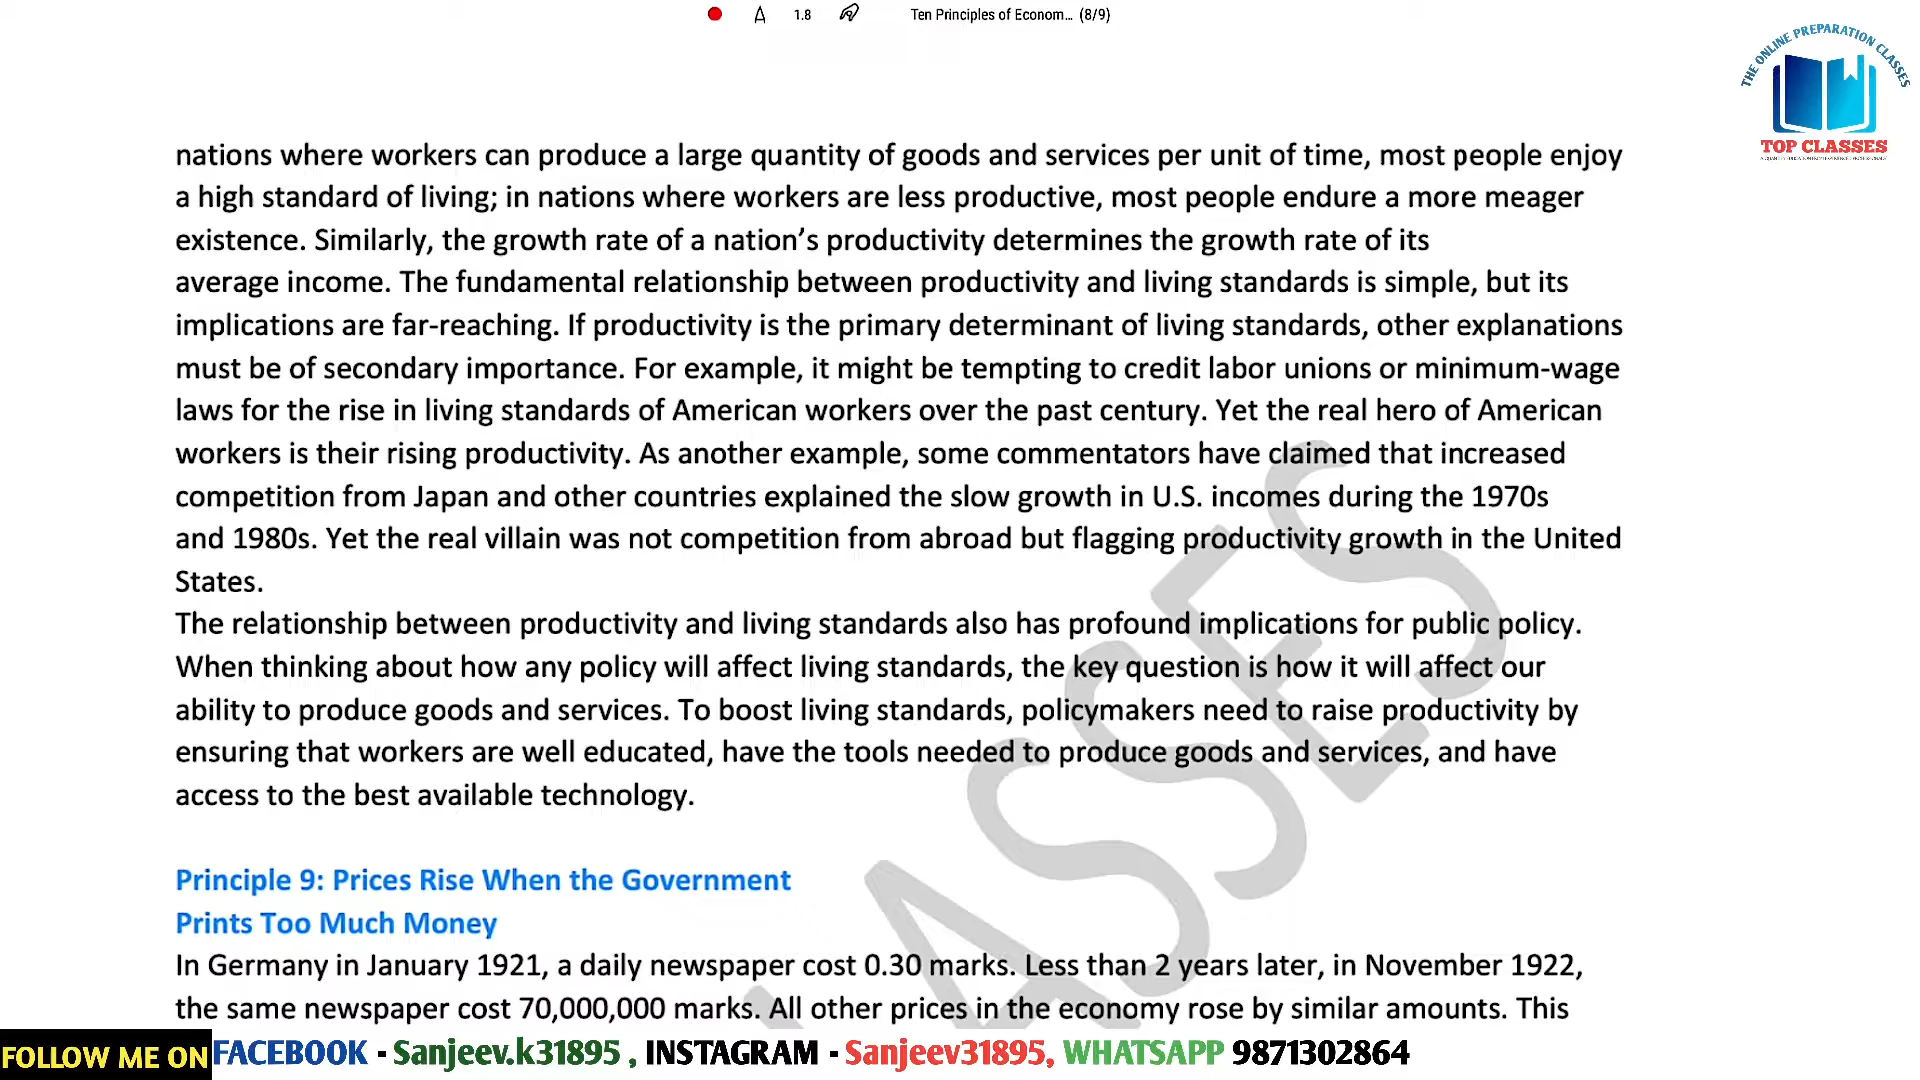 1.8 Ten Principles of Econom... (8/9)
THE ONLINE PREPARATION CLASSES
TOP CLASSES
nations where workers can produce a large quantity of goods and services per unit of time, most people enjoy
a high standard of living; in nations where workers are less productive, most people endure a more meager
existence. Similarly, the growth rate of a nation’s productivity determines the growth rate of its
average income. The fundamental relationship between productivity and living standards is simple, but its
implications are far-reaching. If productivity is the primary determinant of living standards, other explanations
must be of secondary importance. For example, it might be tempting to credit labor unions or minimum-wage
laws for the rise in living standards of American workers over the past century. Yet the real hero of American
workers is their rising productivity. As another example, some commentators have claimed that increased
competition from Japan and other countries explained the slow growth in U.S. incomes during the 1970s
and 1980s. Yet the real villain was not competition from abroad but flagging productivity growth in the United
States.
The relationship between productivity and living standards also has profound implications for public policy.
When thinking about how any policy will affect living standards, the key question is how it will affect our
ability to produce goods and services. To boost living standards, policymakers need to raise productivity by
ensuring that workers are well educated, have the tools needed to produce goods and services, and have
access to the best available technology.
Principle 9: Prices Rise When the Government
Prints Too Much Money
In Germany in January 1921, a daily newspaper cost 0.30 marks. Less than 2 years later, in November 1922,
the same newspaper cost 70,000,000 marks. All other prices in the economy rose by similar amounts. This
LASSES
FOLLOW ME ON FACEBOOK - Sanjeev.k31895 , INSTAGRAM - Sanjeev31895, WHATSAPP 9871302864